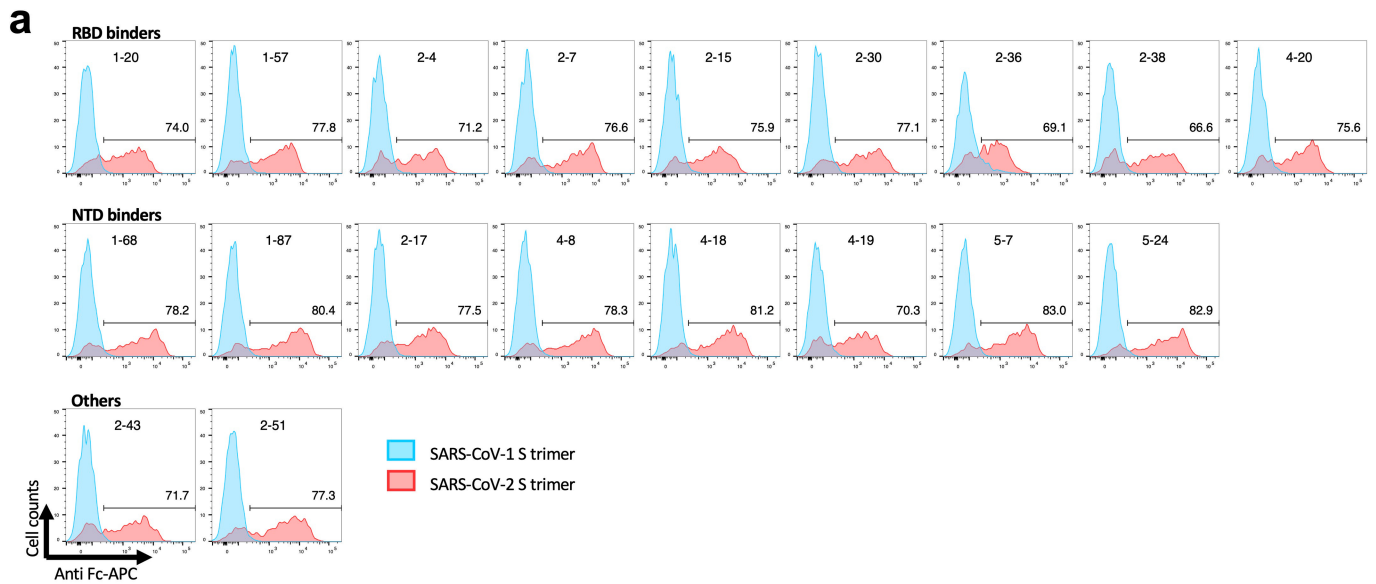 a
RBD binders
1-20 1-57 2-4 2-7 2-15 2-30 2-36 2-38 4-20
74.0 77.8 71.2 76.6 75.9 77.1 69.1 66.6 75.6
NTD binders
1-68 1-87 2-17 4-8 4-18 4-19 5-7 5-24
78.2 80.4 77.5 78.3 81.2 70.3 83.0 82.9
Others
2-43 2-51
71.7 77.3
SARS-CoV-1 S trimer
SARS-CoV-2 S trimer
Cell counts
Anti Fc-APC